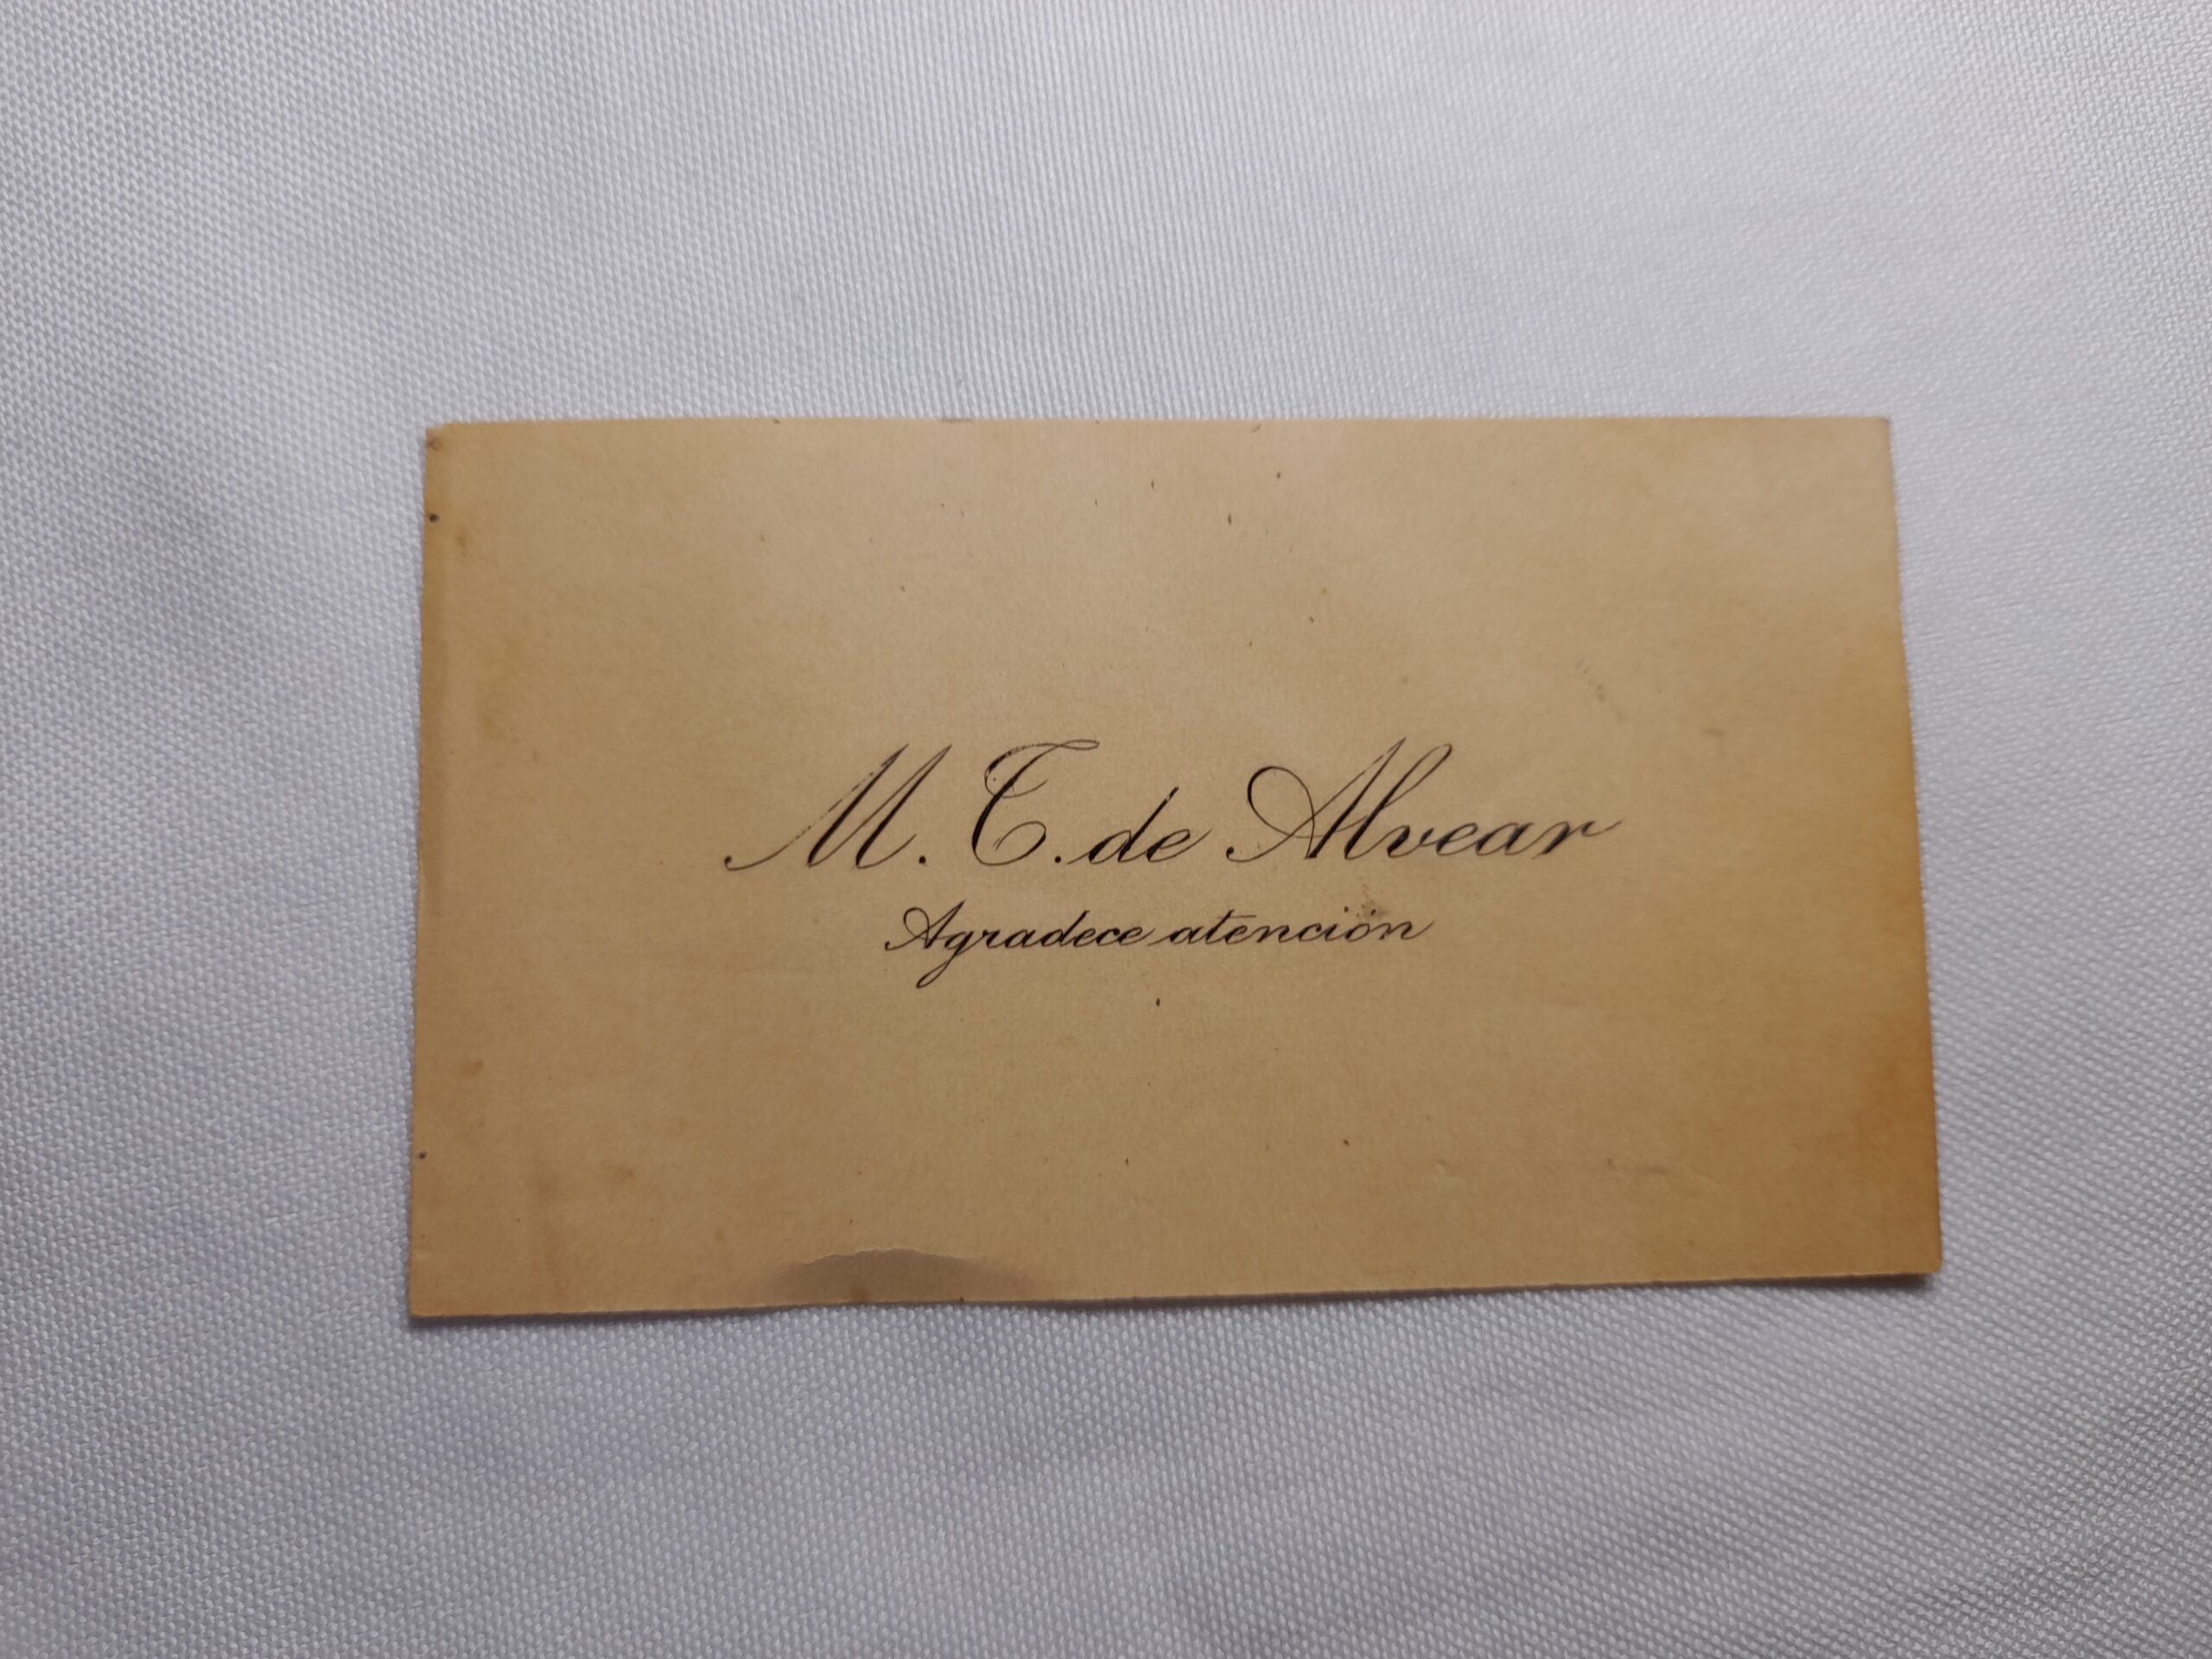 M. T. de Alvear
Agradece atención